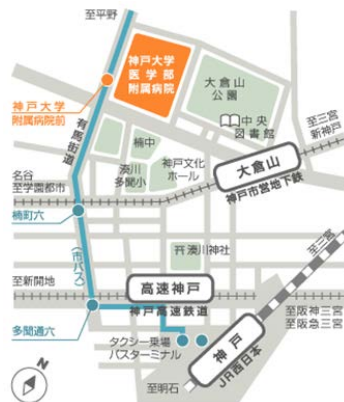 至平野
神戸大学
医学部
附属病院
大倉山
公園
中央
図書館
神戸大学
附属病院前
有馬街道
楠中
湊川
多聞小
神戸文化
ホール
至三宮
新神戸
大倉山
神戸市営地下鉄
名谷
至学園都市
楠町六
(市バス)
湊川神社
至三宮
至新開地
高速神戸
神戸高速鉄道
至阪神三宮
至阪急三宮
多聞通六
タクシー乗場
バスターミナル
神戸
JR西日本
至明石
N